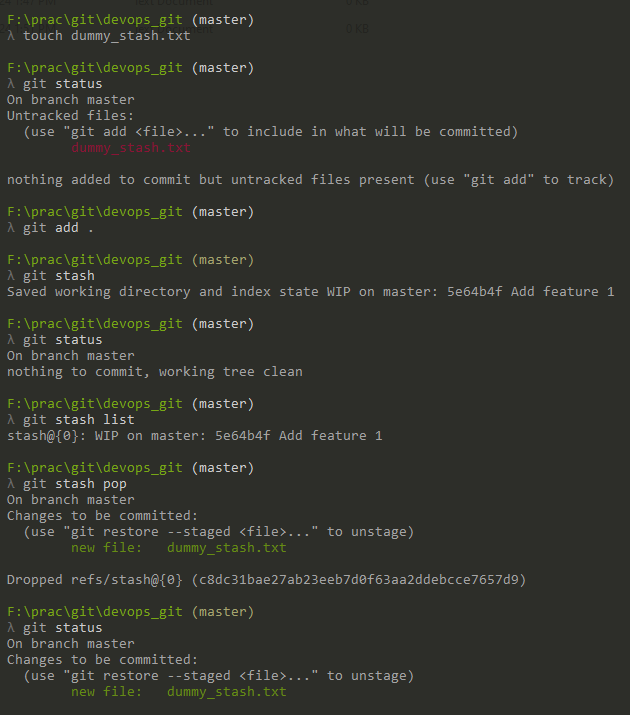 F:\prac\git\devops_git (master)
λ touch dummy_stash.txt
F:\prac\git\devops_git (master)
λ git status
On branch master
Untracked files:
  (use "git add <file>..." to include in what will be committed)
        dummy_stash.txt
nothing added to commit but untracked files present (use "git add" to track)
F:\prac\git\devops_git (master)
λ git add .
F:\prac\git\devops_git (master)
λ git stash
Saved working directory and index state WIP on master: 5e64b4f Add feature 1
F:\prac\git\devops_git (master)
λ git status
On branch master
nothing to commit, working tree clean
F:\prac\git\devops_git (master)
λ git stash list
stash@{0}: WIP on master: 5e64b4f Add feature 1
F:\prac\git\devops_git (master)
λ git stash pop
On branch master
Changes to be committed:
  (use "git restore --staged <file>..." to unstage)
        new file:   dummy_stash.txt
Dropped refs/stash@{0} (c8dc31bae27ab23eeb7d0f63aa2ddebcce7657d9)
F:\prac\git\devops_git (master)
λ git status
On branch master
Changes to be committed:
  (use "git restore --staged <file>..." to unstage)
        new file:   dummy_stash.txt